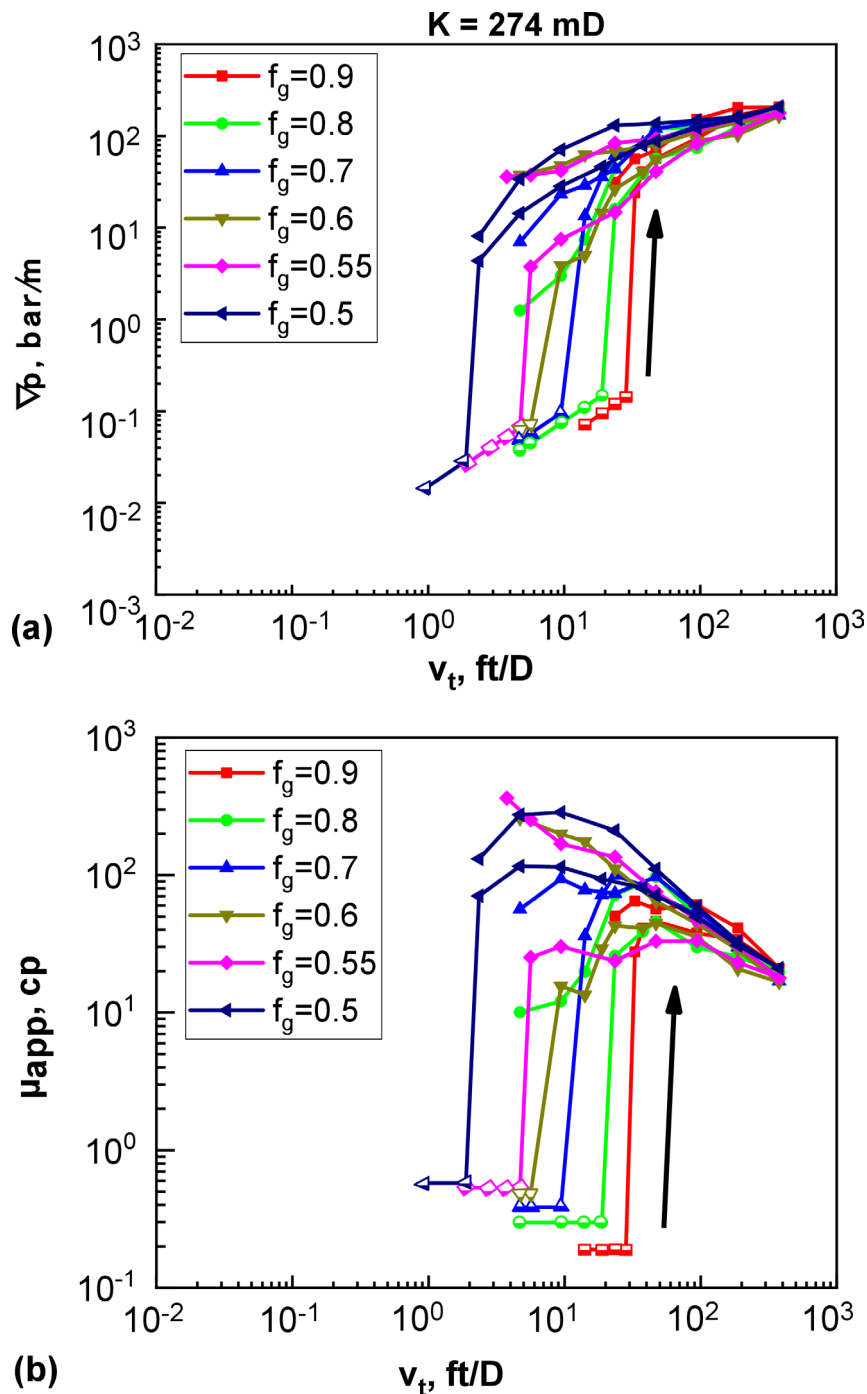 K = 274 mD
10^3
10^2
10^1
10^0
10^-1
10^-2
10^-3
∇p, bar/m
f_g=0.9
f_g=0.8
f_g=0.7
f_g=0.6
f_g=0.55
f_g=0.5
10^-2 10^-1 10^0 10^1 10^2 10^3
(a)
v_t, ft/D
10^3
10^2
10^1
10^0
10^-1
μapp, cp
f_g=0.9
f_g=0.8
f_g=0.7
f_g=0.6
f_g=0.55
f_g=0.5
10^-2 10^-1 10^0 10^1 10^2 10^3
(b)
v_t, ft/D